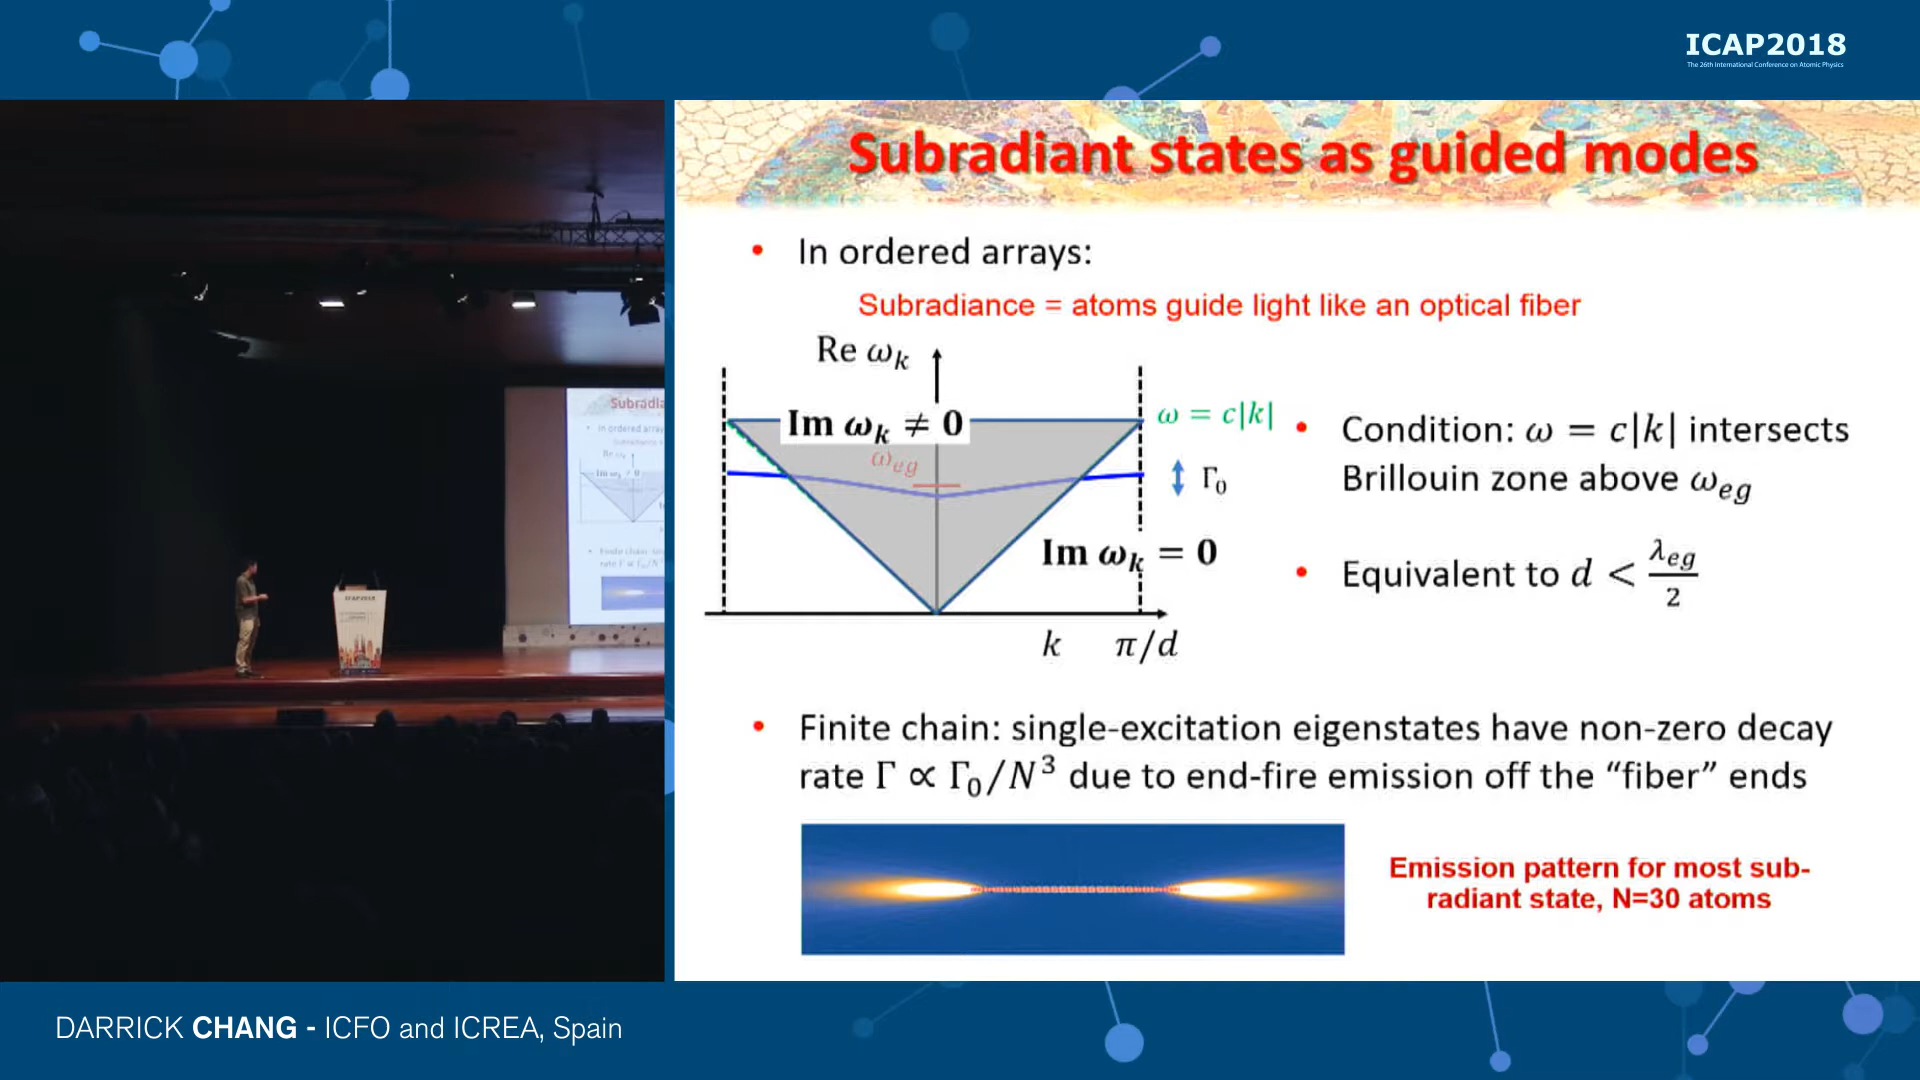 ICAP2018
The 26th International Conference on Atomic Physics
Subradiant states as guided modes
• In ordered arrays:
Subradiance = atoms guide light like an optical fiber
Re ωₖ
Im ωₖ ≠ 0
ω = c|k|
ω_eg
Γ₀
Im ωₖ = 0
k π/d
• Condition: ω = c|k| intersects
Brillouin zone above ω_eg
• Equivalent to d < λ_eg/2
• Finite chain: single-excitation eigenstates have non-zero decay
rate Γ ∝ Γ₀/N³ due to end-fire emission off the “fiber” ends
Emission pattern for most sub-
radiant state, N=30 atoms
ICAP2018
DARRICK CHANG - ICFO and ICREA, Spain